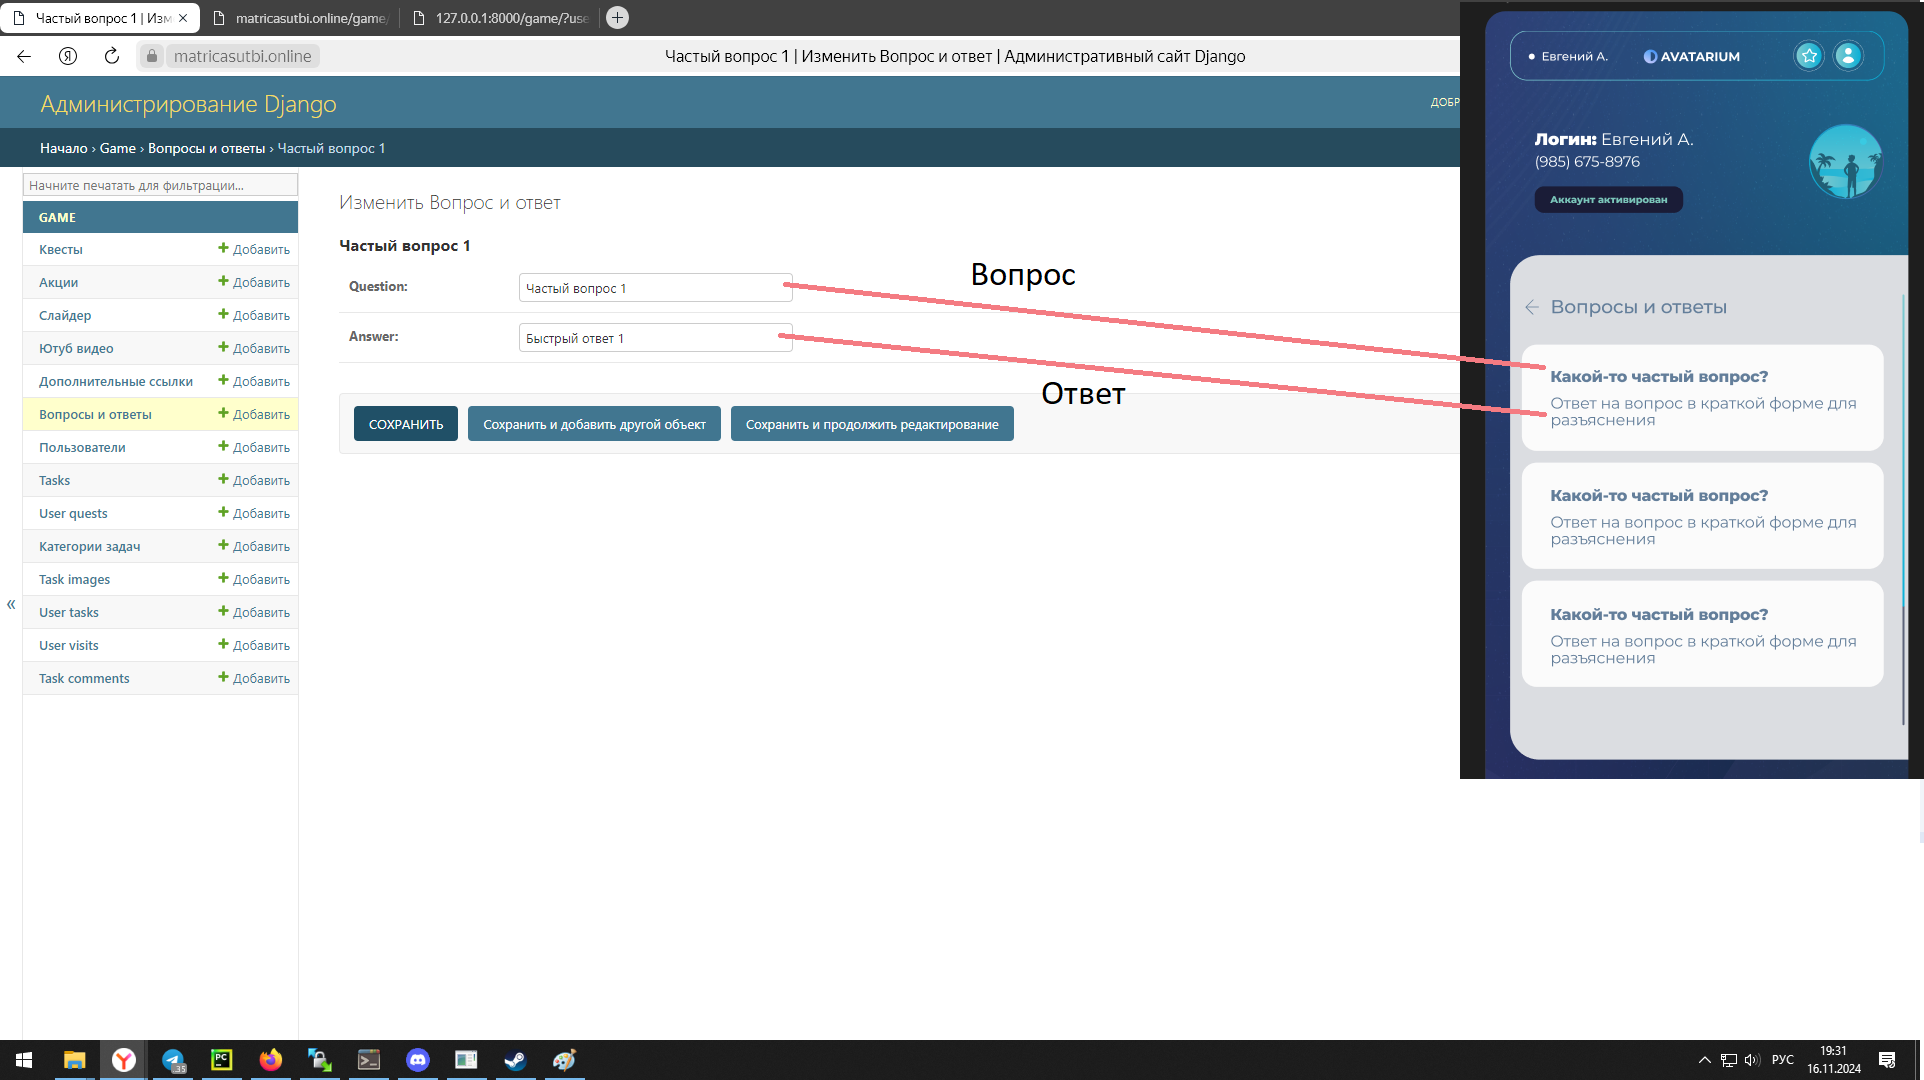 Частый вопрос 1 | Изм
matricasutbi.online/game/
127.0.0.1:8000/game/?use
matricasutbi.online
Частый вопрос 1 | Изменить Вопрос и ответ | Административный сайт Django
Администрирование Django
ДОБР
Начало › Game › Вопросы и ответы › Частый вопрос 1
Начните печатать для фильтрации...
GAME
Квесты
Добавить
Акции
Добавить
Слайдер
Добавить
Ютуб видео
Добавить
Дополнительные ссылки
Добавить
Вопросы и ответы
Добавить
Пользователи
Добавить
Tasks
Добавить
User quests
Добавить
Категории задач
Добавить
Task images
Добавить
User tasks
Добавить
User visits
Добавить
Task comments
Добавить
«
Изменить Вопрос и ответ
Частый вопрос 1
Question:
Частый вопрос 1
Answer:
Быстрый ответ 1
СОХРАНИТЬ
Сохранить и добавить другой объект
Сохранить и продолжить редактирование
Вопрос
Ответ
Евгений А.
AVATARIUM
Логин: Евгений А.
(985) 675-8976
Аккаунт активирован
Вопросы и ответы
Какой-то частый вопрос?
Ответ на вопрос в краткой форме для
разъяснения
Какой-то частый вопрос?
Ответ на вопрос в краткой форме для
разъяснения
Какой-то частый вопрос?
Ответ на вопрос в краткой форме для
разъяснения
.35
PC
РУС
19:31
16.11.2024